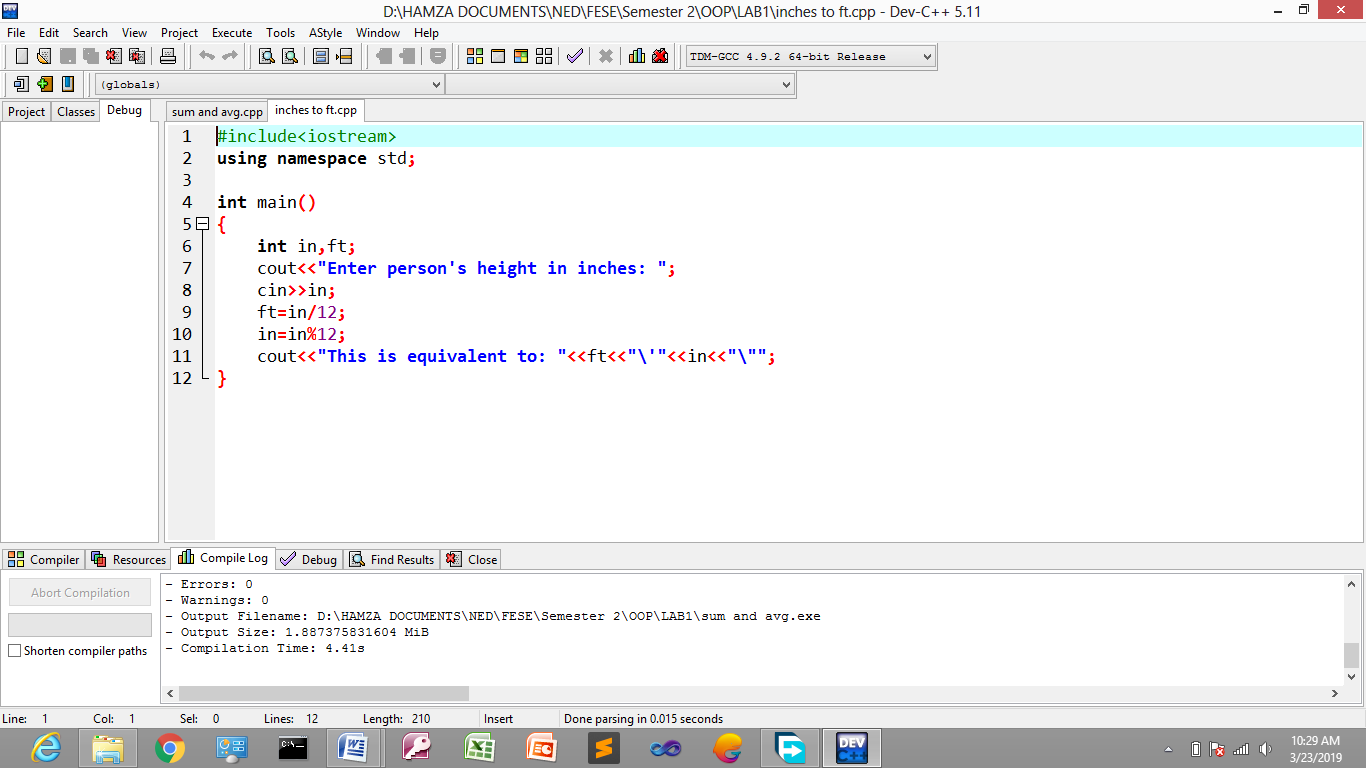 D:\HAMZA DOCUMENTS\NED\FESE\Semester 2\OOP\LAB1\inches to ft.cpp - Dev-C++ 5.11
File Edit Search View Project Execute Tools AStyle Window Help
TDM-GCC 4.9.2 64-bit Release
(globals)
Project Classes Debug sum and avg.cpp inches to ft.cpp
1 #include<iostream>
2 using namespace std;
3
4 int main()
5 {
6 int in,ft;
7 cout<<"Enter person's height in inches: ";
8 cin>>in;
9 ft=in/12;
10 in=in%12;
11 cout<<"This is equivalent to: "<<ft<<"\'"<<in<<"\"";
12 }
Compiler Resources Compile Log Debug Find Results Close
Abort Compilation
Shorten compiler paths
- Errors: 0
- Warnings: 0
- Output Filename: D:\HAMZA DOCUMENTS\NED\FESE\Semester 2\OOP\LAB1\sum and avg.exe
- Output Size: 1.887375831604 MiB
- Compilation Time: 4.41s
Line: 1 Col: 1 Sel: 0 Lines: 12 Length: 210 Insert Done parsing in 0.015 seconds
DEV C++
10:29 AM
3/23/2019